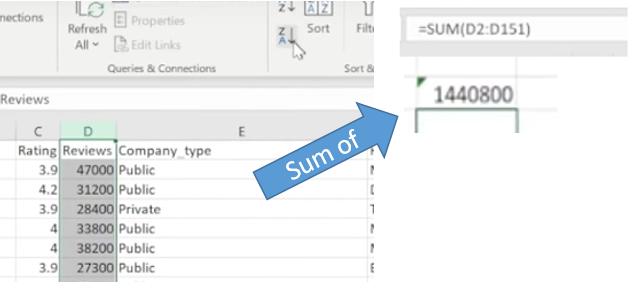 nnections
Refresh
All
Properties
Edit Links
Queries & Connections
Z↓
A Z
Z A
Sort
Filt
Sort &
Reviews
C D E
Rating Reviews Company_type
3.9 47000 Public
4.2 31200 Public
3.9 28400 Private
4 33800 Public
4 38200 Public
3.9 27300 Public
Sum of
=SUM(D2:D151)
1440800